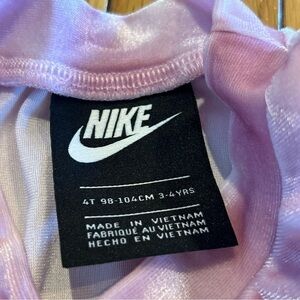 NIKE
4T 98-104CM 3-4YRS
MADE IN VIETNAM
FABRIQUÉ AU VIETNAM
HECHO EN VIETNAM